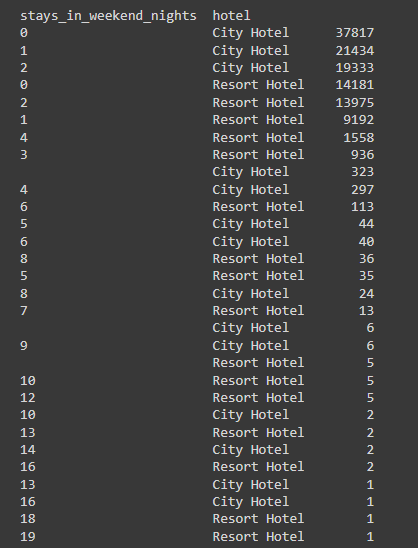 stays_in_weekend_nights  hotel
0                        City Hotel      37817
1                        City Hotel      21434
2                        City Hotel      19333
0                        Resort Hotel    14181
2                        Resort Hotel    13975
1                        Resort Hotel     9192
4                        Resort Hotel     1558
3                        Resort Hotel      936
                         City Hotel        323
4                        City Hotel        297
6                        Resort Hotel      113
5                        City Hotel         44
6                        City Hotel         40
8                        Resort Hotel       36
5                        Resort Hotel       35
8                        City Hotel         24
7                        Resort Hotel       13
                         City Hotel          6
9                        City Hotel          6
                         Resort Hotel        5
10                       Resort Hotel        5
12                       Resort Hotel        5
10                       City Hotel          2
13                       Resort Hotel        2
14                       City Hotel          2
16                       Resort Hotel        2
13                       City Hotel          1
16                       City Hotel          1
18                       Resort Hotel        1
19                       Resort Hotel        1